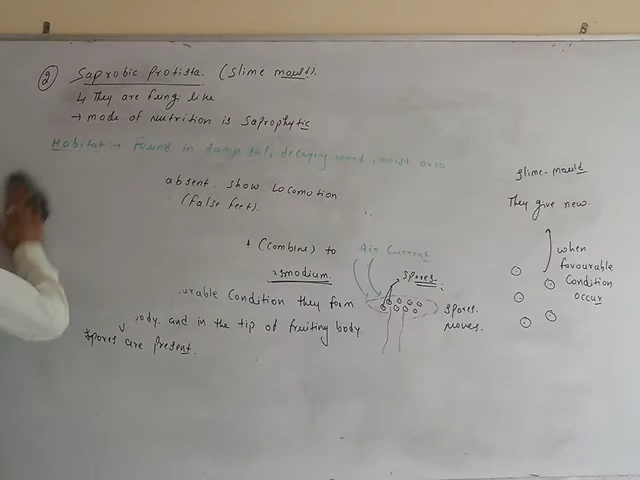 ② Saprobic Protista. (Slime mould).
↳ They are fungi like
→ mode of Nutrition is Saprophytic
Habitat → found in damp soil, decaying wood, moist area
absent. show Locomotion
(false feet).
+ (combine) to
asmodium.
urable Condition they form
body. and in the tip of fruiting body
Spores are present.
Air Current
Spores.
spores.
moves.
slime-mould
They give new.
when
favourable
Condition
occur